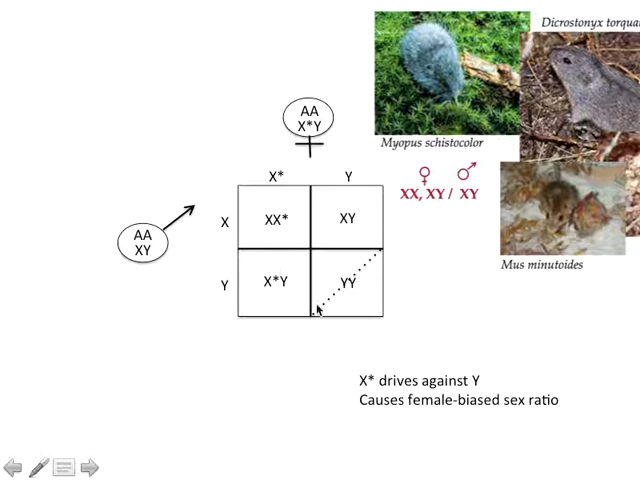 Dicrostonyx
AA
X*Y
Myopus schistocolor
X* Y
XX, XY / XY
X XX* XY
AA
XY
Mus minutoides
Y X*Y YY
X* drives against Y
Causes female-biased sex ratio